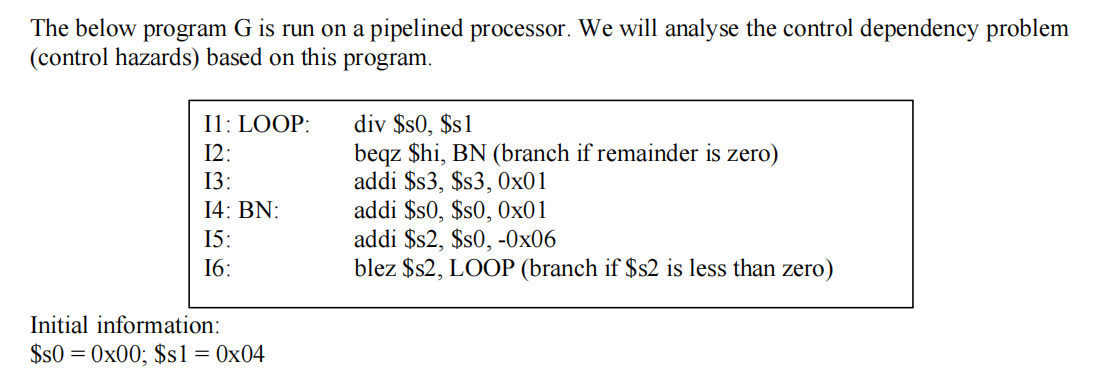 The below program G is run on a pipelined processor. We will analyse the control dependency problem
(control hazards) based on this program.
I1: LOOP: div $s0, $s1
I2: beqz $hi, BN (branch if remainder is zero)
I3: addi $s3, $s3, 0x01
I4: BN: addi $s0, $s0, 0x01
I5: addi $s2, $s0, -0x06
I6: blez $s2, LOOP (branch if $s2 is less than zero)
Initial information:
$s0 = 0x00; $s1 = 0x04